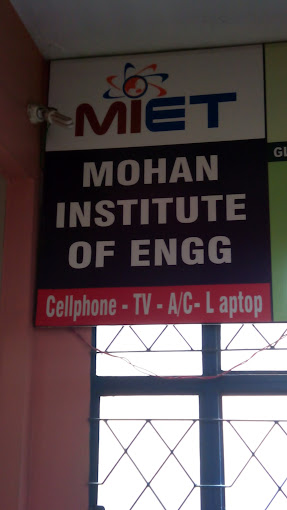 MIET
MOHAN
INSTITUTE
OF ENGG
Cellphone - TV - A/C- L aptop